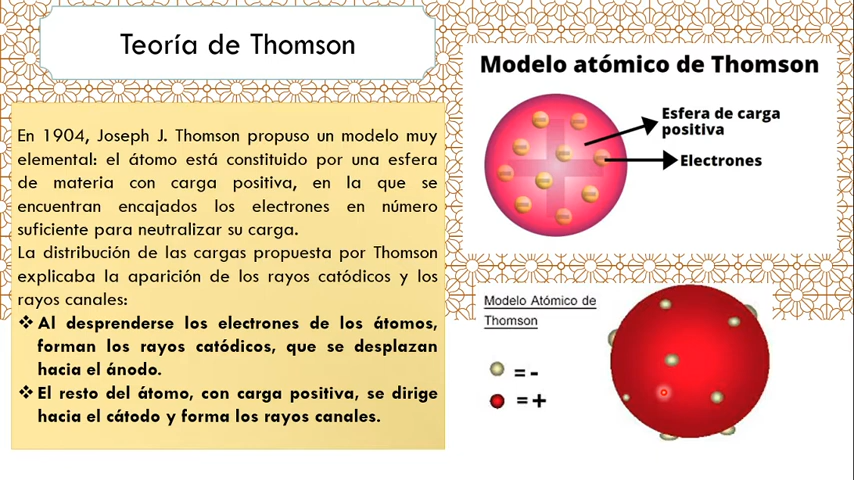 Teoría de Thomson
En 1904, Joseph J. Thomson propuso un modelo muy
elemental: el átomo está constituido por una esfera
de materia con carga positiva, en la que se
encuentran encajados los electrones en número
suficiente para neutralizar su carga.
La distribución de las cargas propuesta por Thomson
explicaba la aparición de los rayos catódicos y los
rayos canales:
❖Al desprenderse los electrones de los átomos,
forman los rayos catódicos, que se desplazan
hacia el ánodo.
❖El resto del átomo, con carga positiva, se dirige
hacia el cátodo y forma los rayos canales.
Modelo atómico de Thomson
Esfera de carga
positiva
Electrones
Modelo Atómico de
Thomson
= -
= +